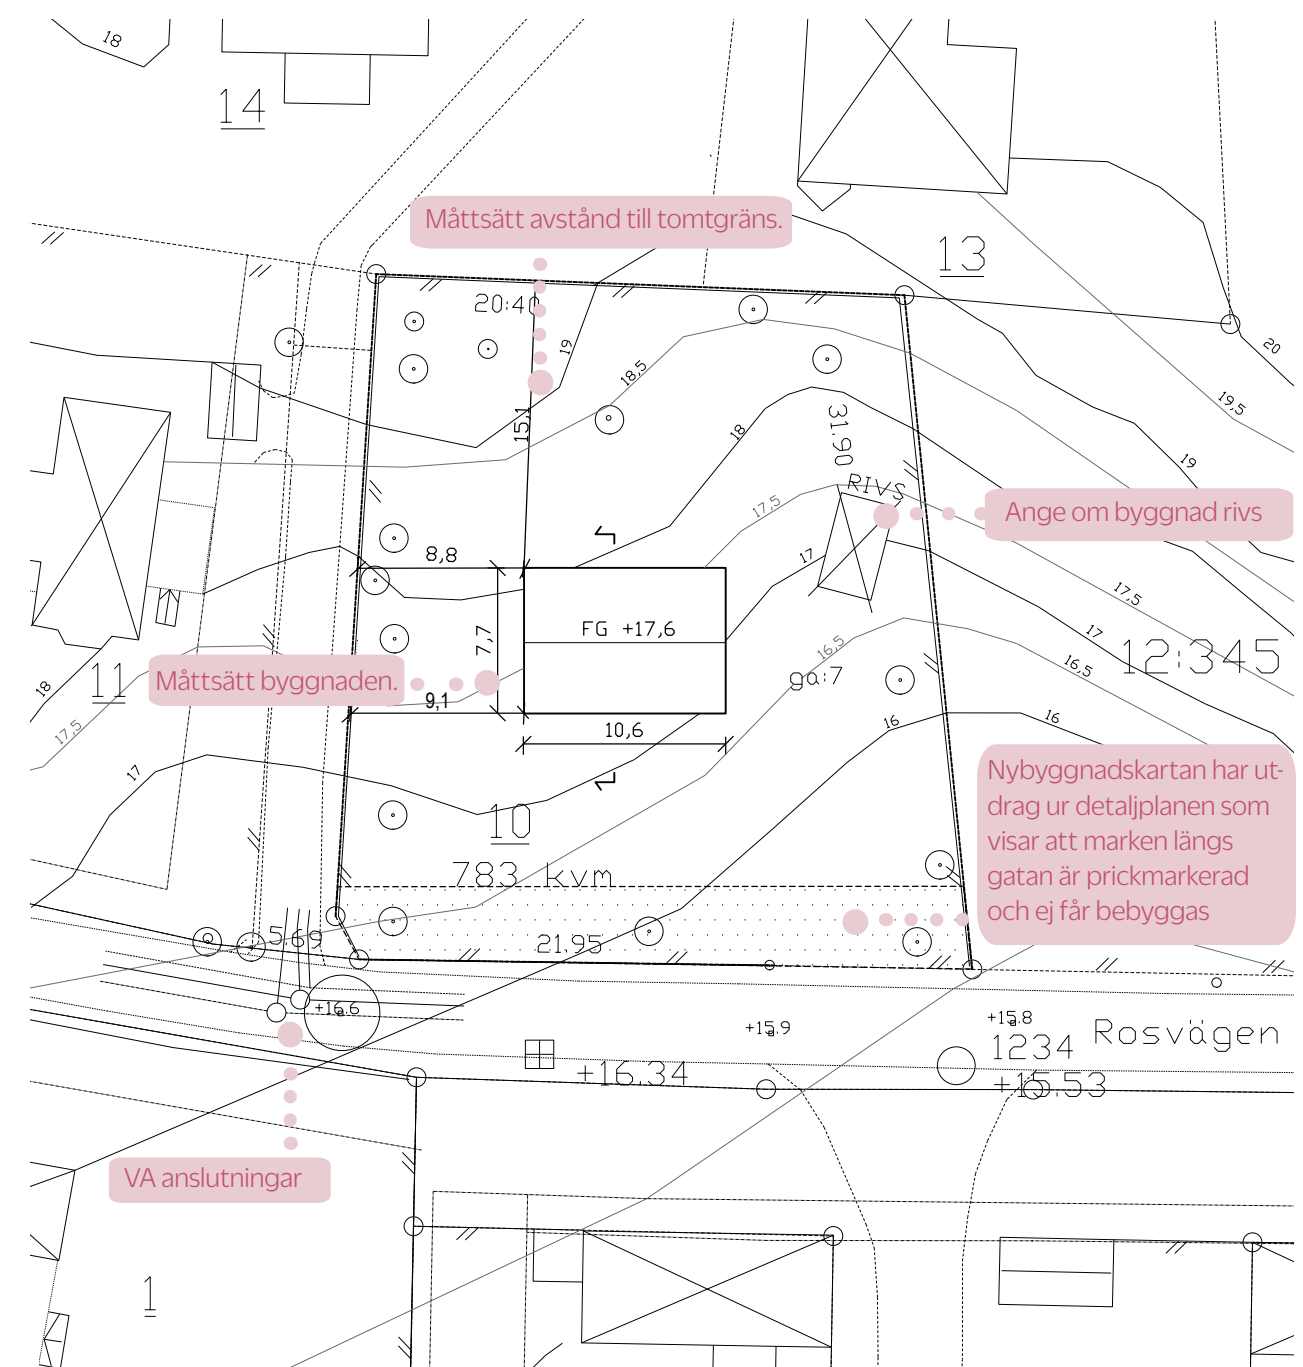 18
14
Måttsätt avstånd till tomtgräns.
13
20:40
19
18,5
20
19,5
15,1
18
31.90
19
RIVS
17,5
Ange om byggnad rivs
8,8
17
17,5
7,7
FG +17,6
17
12:345
16,5
16,5
11
18
Måttsätt byggnaden.
ga:7
9,1
17,5
10,6
16
16
17
Nybyggnadskartan har ut-
drag ur detaljplanen som
visar att marken längs
gatan är prickmarkerad
och ej får bebyggas
10
783 kvm
5.69
21.95
+16.6
+15.9
+15.8
1234
Rosvägen
+16.34
+15.53
VA anslutningar
1